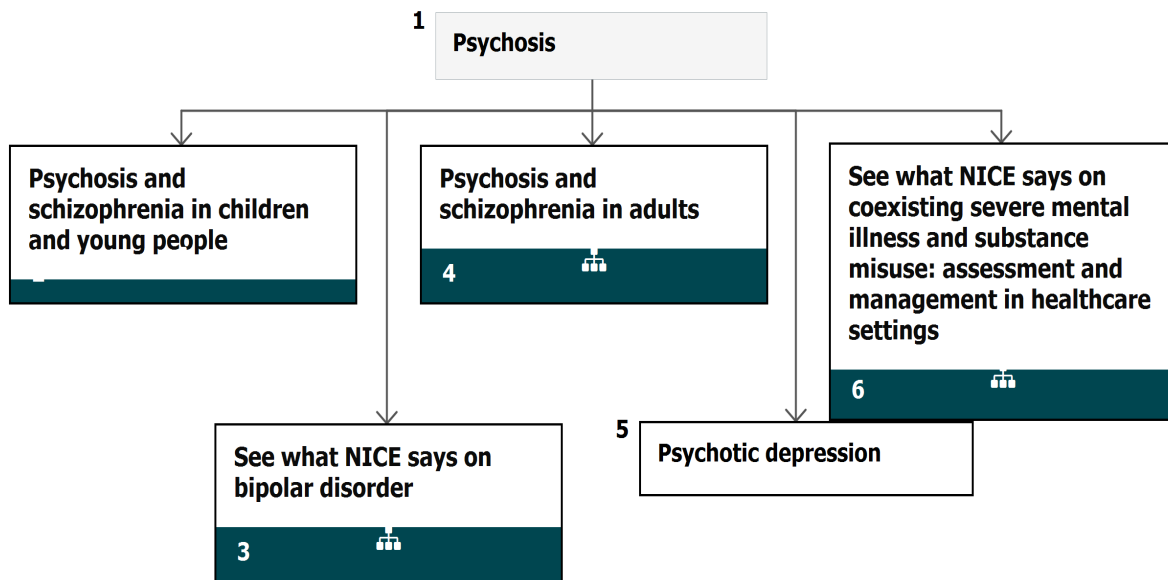 1
Psychosis
Psychosis and
schizophrenia in children
and young people
Psychosis and
schizophrenia in adults
4
See what NICE says on
coexisting severe mental
illness and substance
misuse: assessment and
management in healthcare
settings
6
See what NICE says on
bipolar disorder
3
5
Psychotic depression